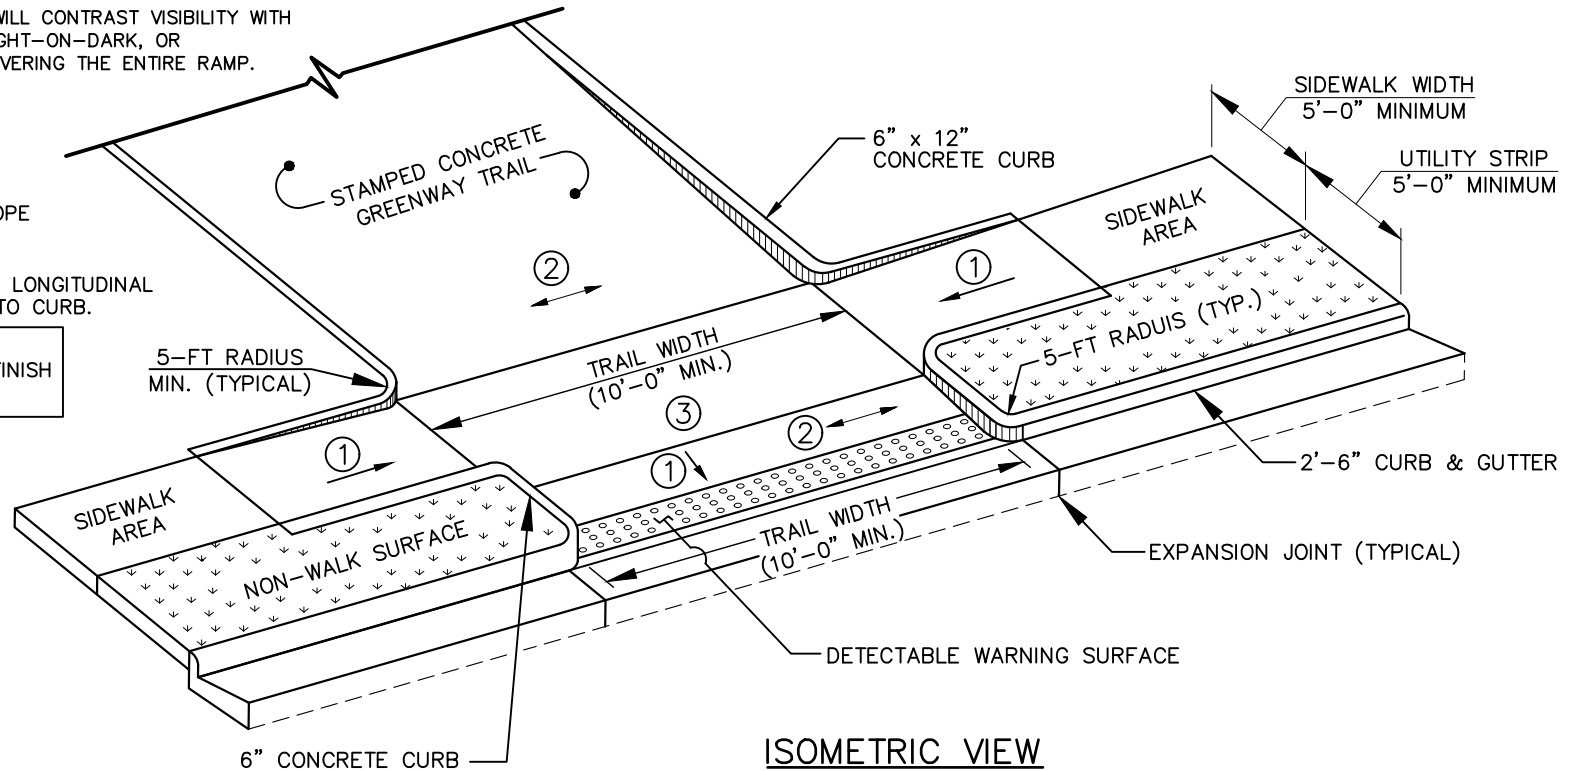 WILL CONTRAST VISIBILITY WITH
GHT-ON-DARK, OR
VERING THE ENTIRE RAMP.
OPE
LONGITUDINAL
TO CURB.
FINISH
STAMPED CONCRETE
GREENWAY TRAIL
6" x 12"
CONCRETE CURB
SIDEWALK WIDTH
5'-0" MINIMUM
UTILITY STRIP
5'-0" MINIMUM
SIDEWALK
AREA
2
1
5-FT RADIUS
MIN. (TYPICAL)
TRAIL WIDTH
(10'-0" MIN.)
5-FT RADUIS (TYP.)
3
2
1
1
2'-6" CURB & GUTTER
SIDEWALK
AREA
NON-WALK SURFACE
TRAIL WIDTH
(10'-0" MIN.)
EXPANSION JOINT (TYPICAL)
DETECTABLE WARNING SURFACE
6" CONCRETE CURB
ISOMETRIC VIEW